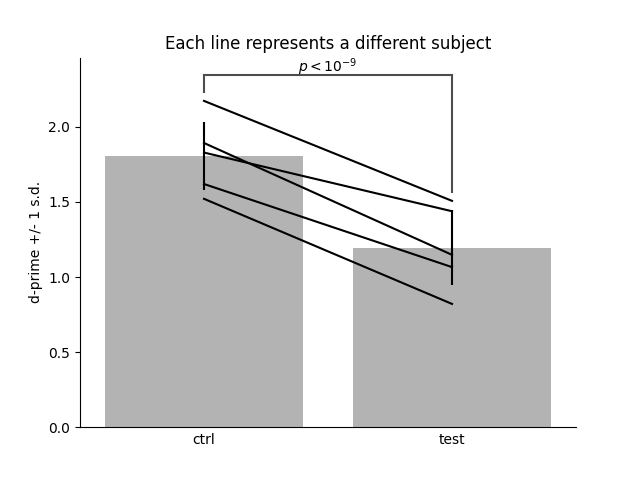 Each line represents a different subject
p < 10⁻⁹
d-prime +/- 1 s.d.
2.0
1.5
1.0
0.5
0.0
ctrl test